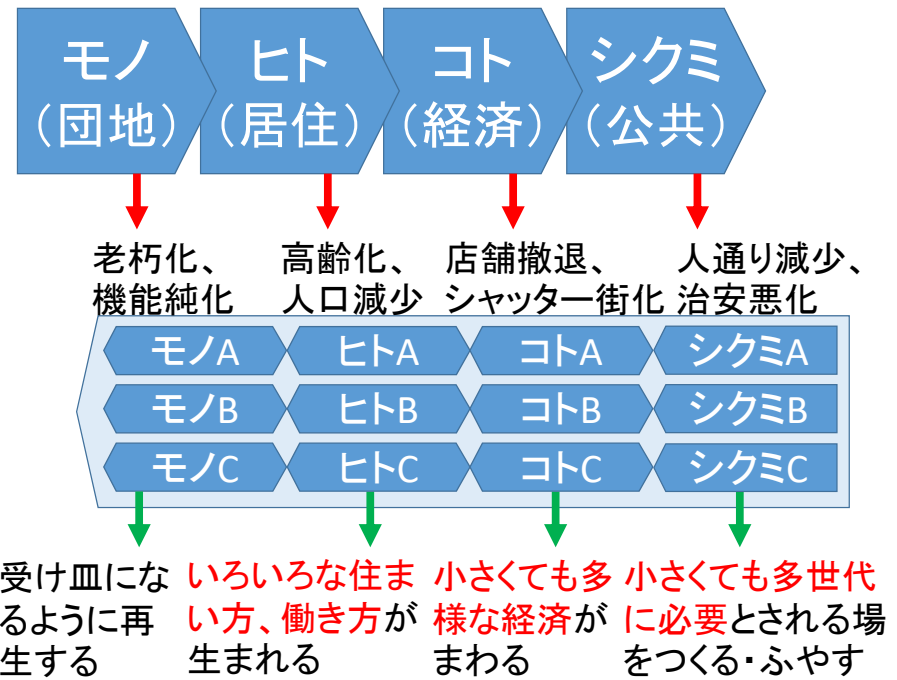 モノ
（団地）
ヒト
（居住）
コト
（経済）
シクミ
（公共）
老朽化、
機能純化
高齢化、
人口減少
店舗撤退、
シャッター街化
人通り減少、
治安悪化
モノA
ヒトA
コトA
シクミA
モノB
ヒトB
コトB
シクミB
モノC
ヒトC
コトC
シクミC
受け皿にな
るように再
生する
いろいろな住ま
い方、働き方が
生まれる
小さくても多
様な経済が
まわる
小さくても多世代
に必要とされる場
をつくる・ふやす